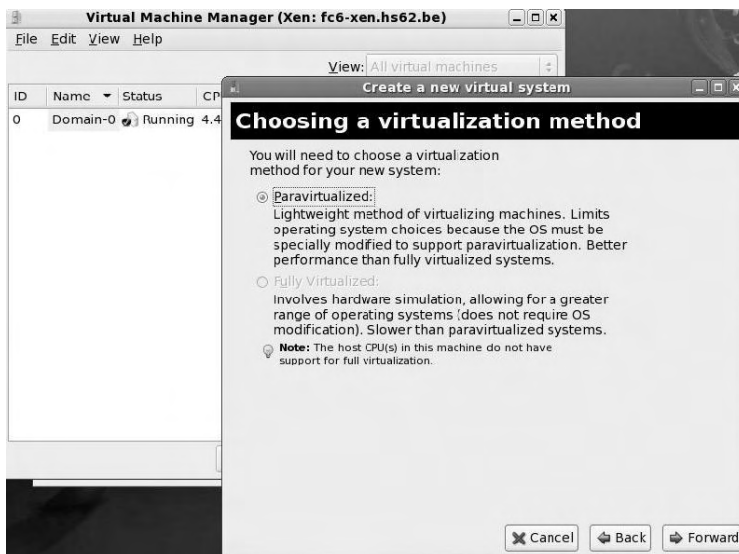 Virtual Machine Manager (Xen: fc6-xen.hs62.be)
File Edit View Help
View: All virtual machines
ID Name Status CP
0 Domain-0 Running 4.4
Create a new virtual system
Choosing a virtualization method
You will need to choose a virtualization
method for your new system:
Paravirtualized:
Lightweight method of virtualizing machines. Limits
operating system choices because the OS must be
specially modified to support paravirtualization. Better
performance than fully virtualized systems.
Fully Virtualized:
Involves hardware simulation, allowing for a greater
range of operating systems (does not require OS
modification). Slower than paravirtualized systems.
Note: The host CPU(s) in this machine do not have
support for full virtualization.
Cancel Back Forward